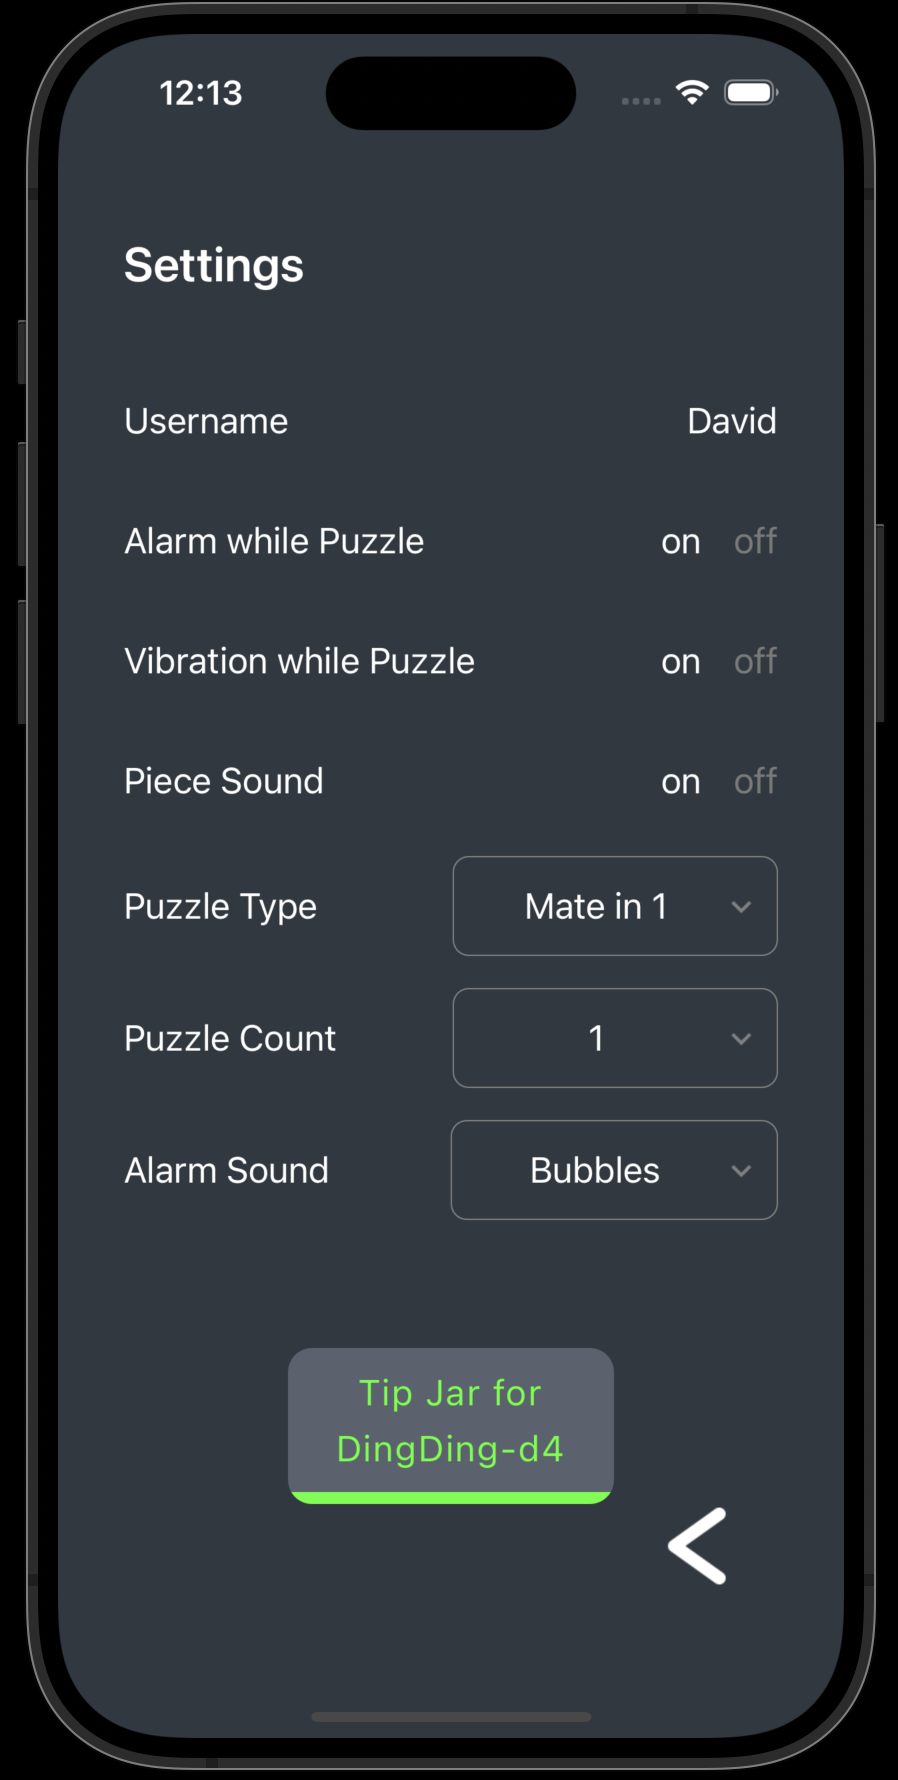 12:13
Settings
Username David
Alarm while Puzzle on off
Vibration while Puzzle on off
Piece Sound on off
Puzzle Type Mate in 1
Puzzle Count 1
Alarm Sound Bubbles
Tip Jar for
DingDing-d4